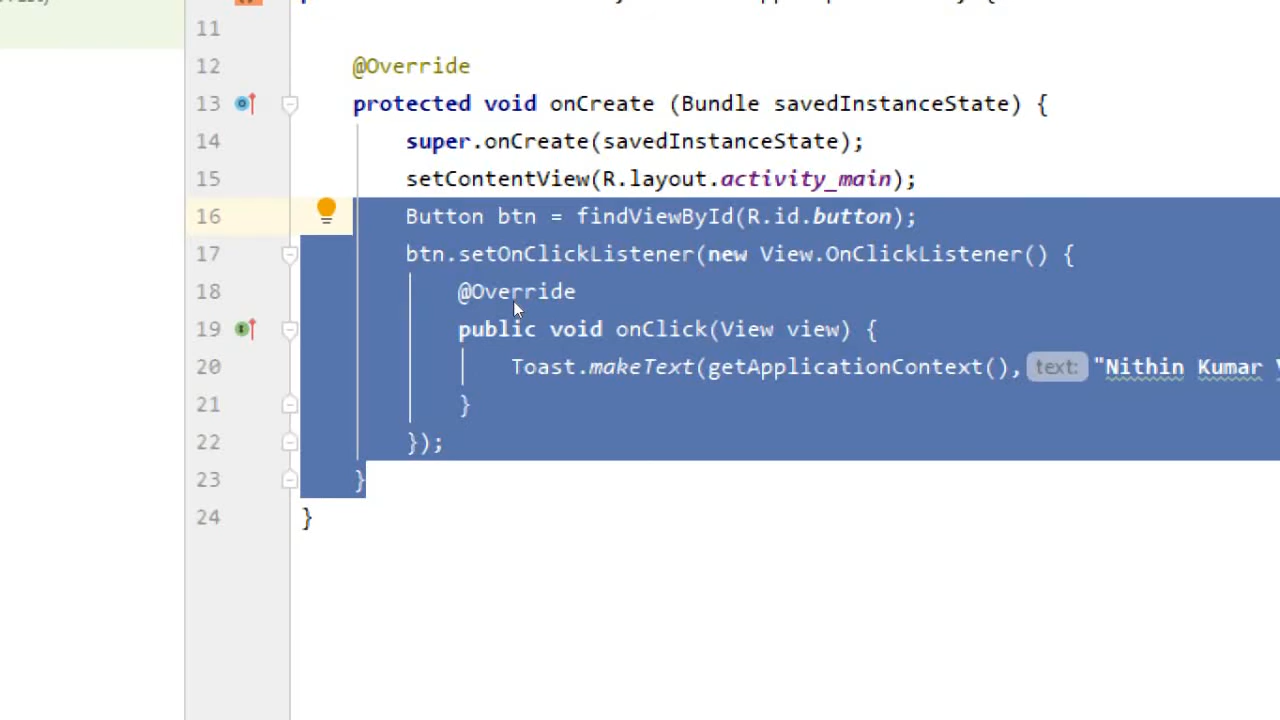 11
12 @Override
13 protected void onCreate (Bundle savedInstanceState) {
14 super.onCreate(savedInstanceState);
15 setContentView(R.layout.activity_main);
16 Button btn = findViewById(R.id.button);
17 btn.setOnClickListener(new View.OnClickListener() {
18 @Override
19 public void onClick(View view) {
20 Toast.makeText(getApplicationContext(), text: "Nithin Kumar
21 }
22 });
23 }
24 }